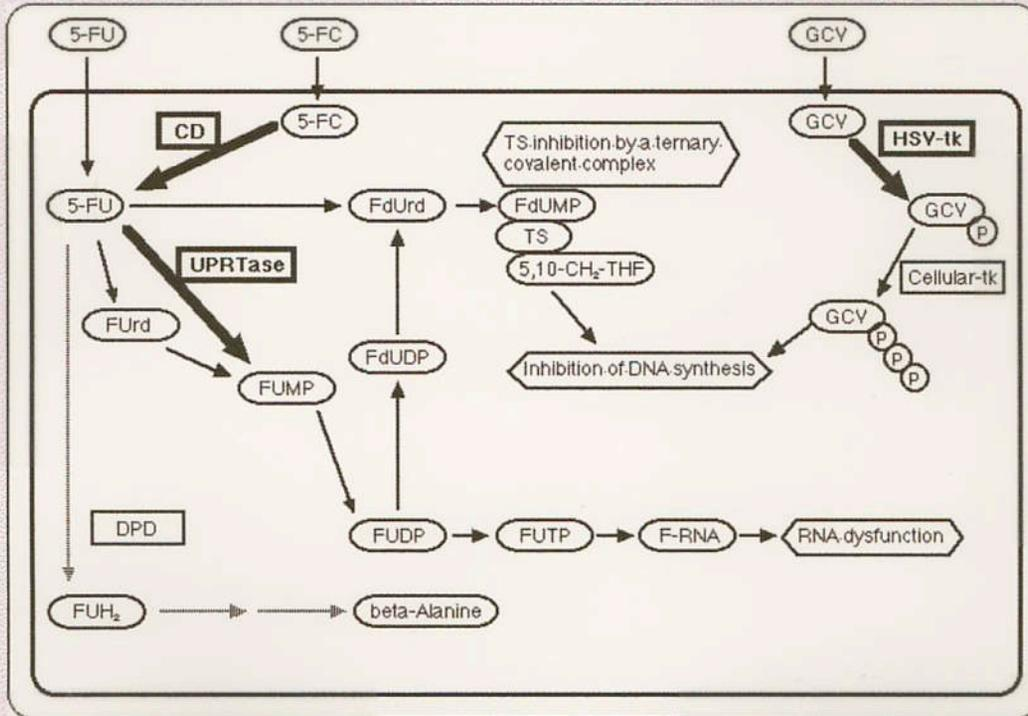 5-FU
5-FC
GCV
CD
5-FC
TS inhibition by a ternary
covalent complex
GCV
HSV-tk
5-FU
FdUrd
FdUMP
GCV
P
TS
UPRTase
5,10-CH₂-THF
Cellular-tk
FUrd
GCV
P
P
P
FdUDP
Inhibition of DNA synthesis
FUMP
DPD
FUDP
FUTP
F-RNA
RNA dysfunction
FUH₂
beta-Alanine